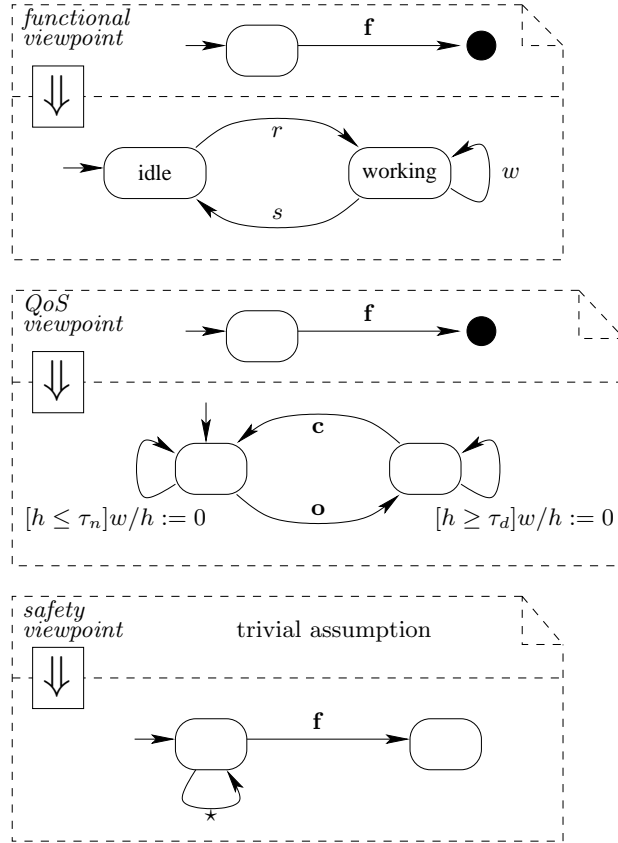 functional
viewpoint
f
⇓
r
idle
working
w
s
QoS
viewpoint
f
⇓
c
o
[h ≤ τn]w/h := 0
[h ≥ τd]w/h := 0
safety
viewpoint
trivial assumption
⇓
f
⋆